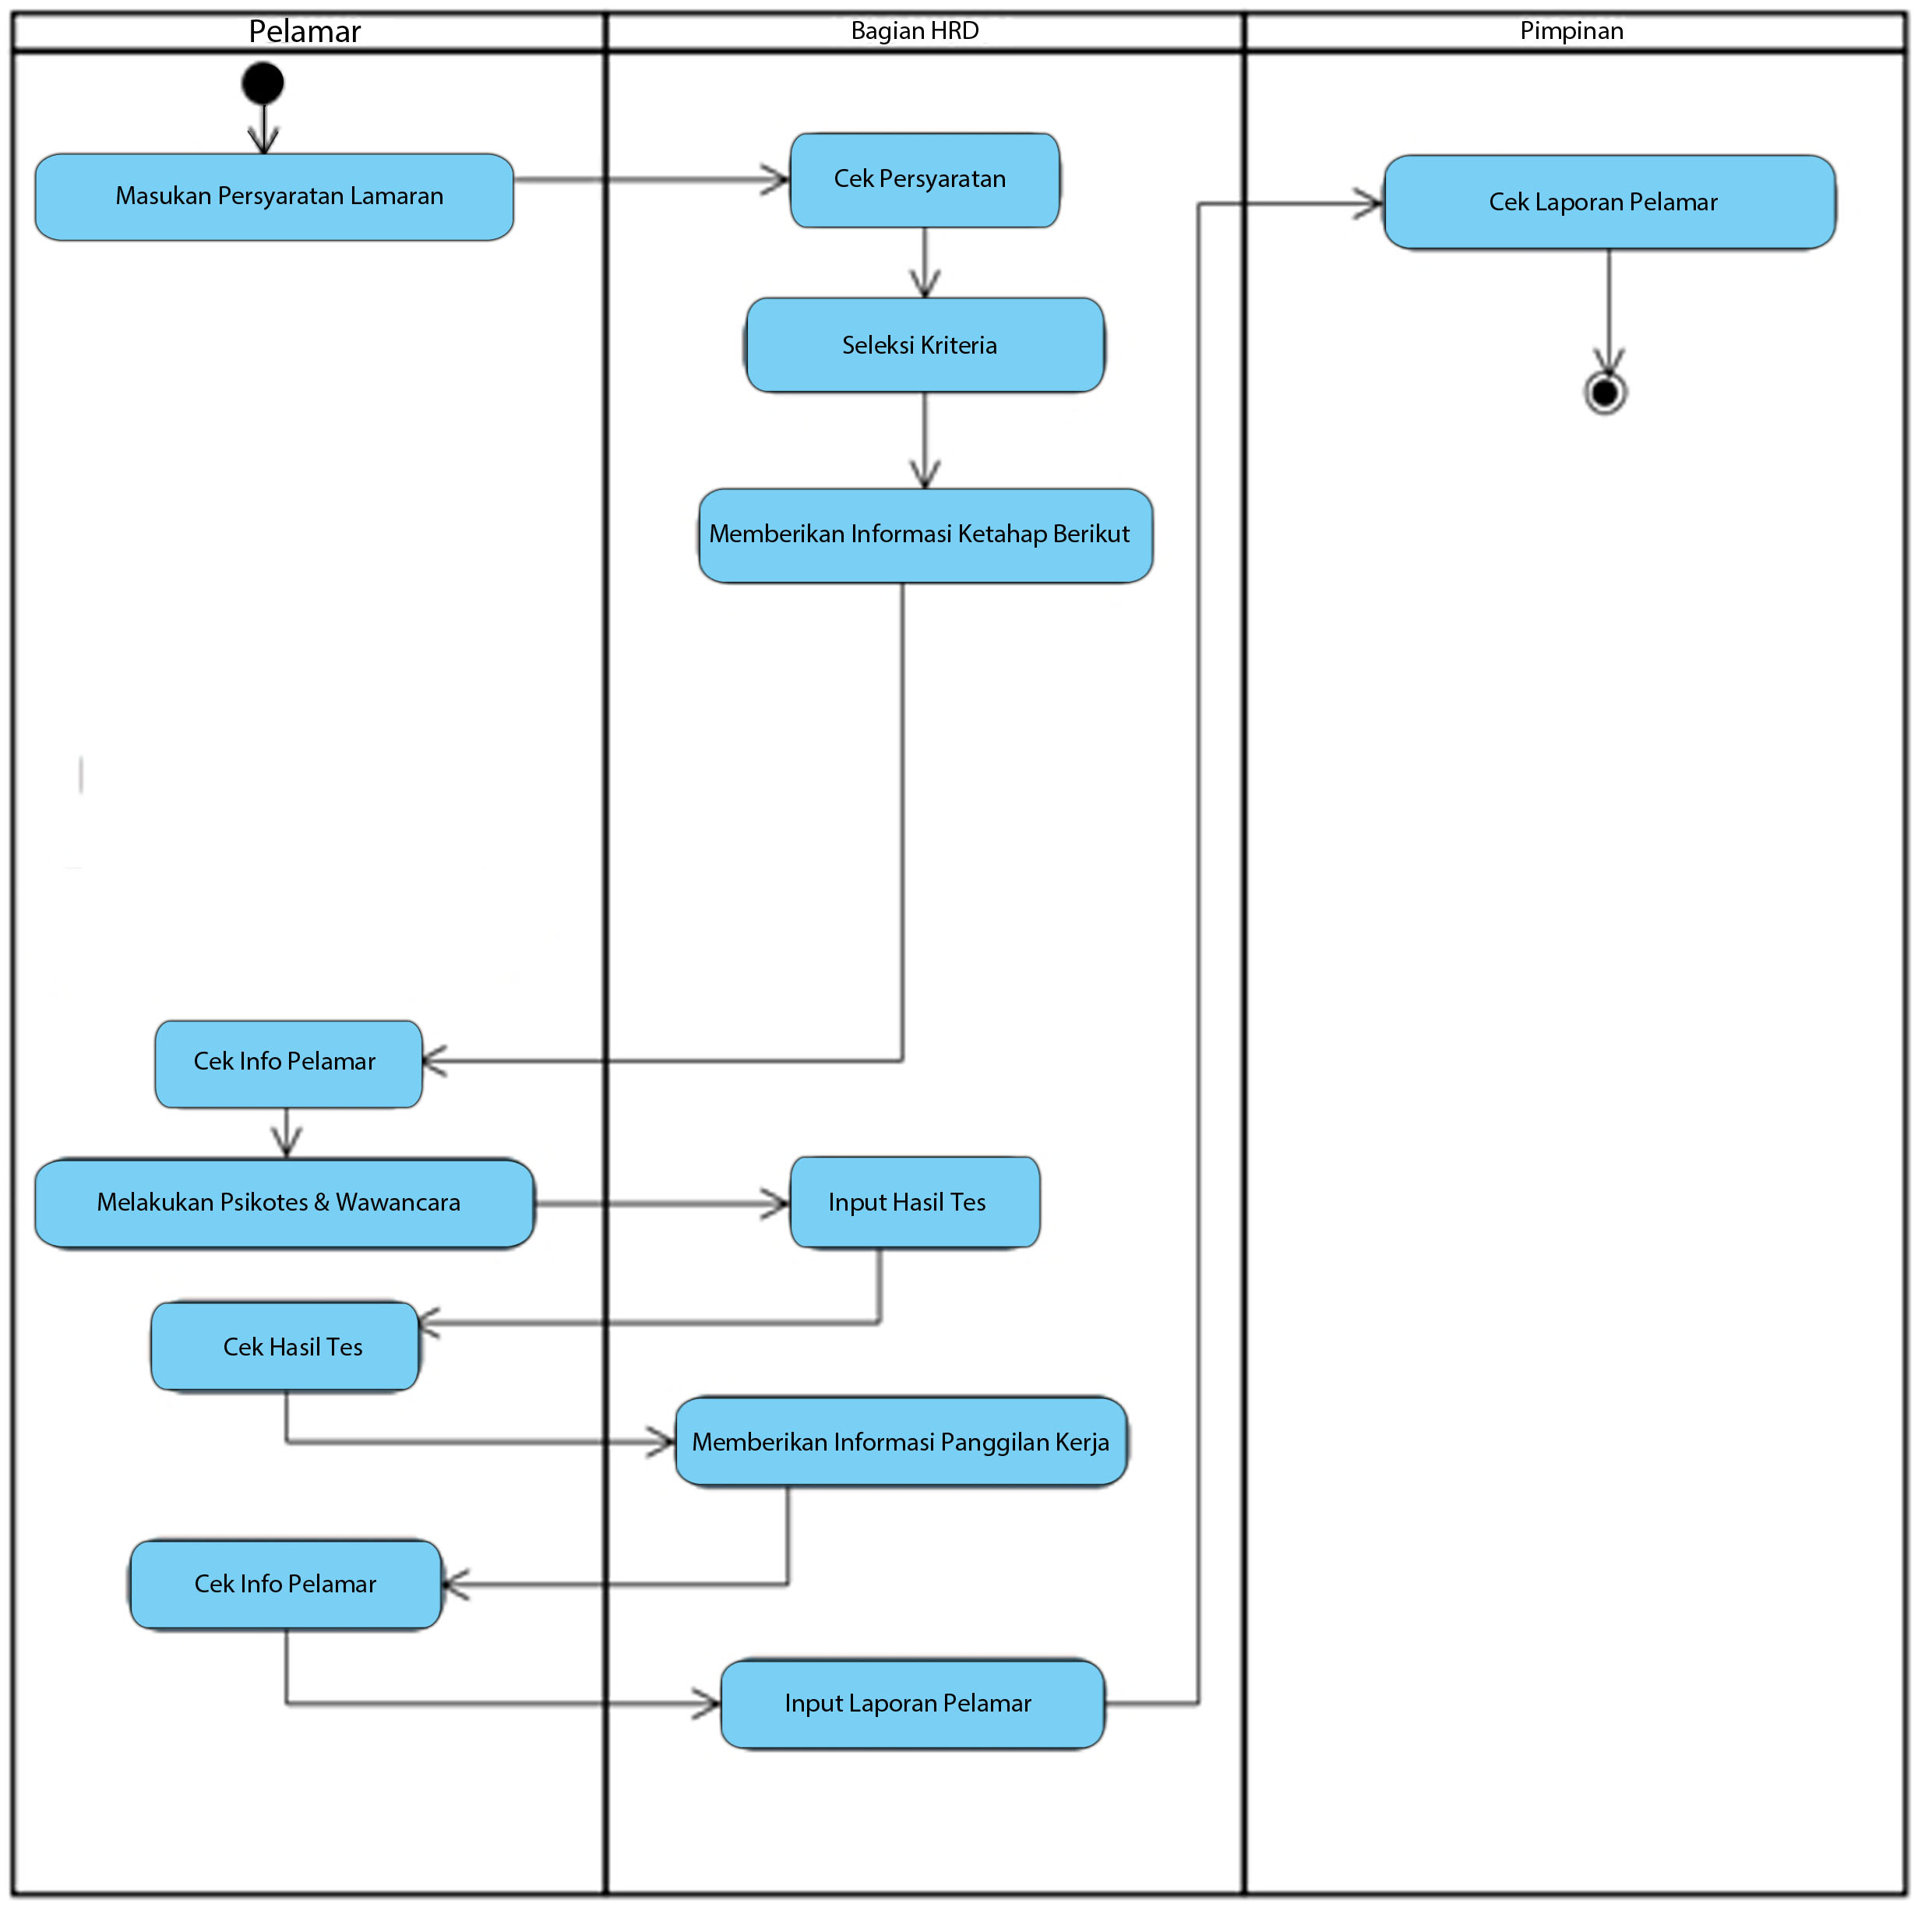 Pelamar
Bagian HRD
Pimpinan
Masukan Persyaratan Lamaran
Cek Persyaratan
Cek Laporan Pelamar
Seleksi Kriteria
Memberikan Informasi Ketahap Berikut
Cek Info Pelamar
Melakukan Psikotes & Wawancara
Input Hasil Tes
Cek Hasil Tes
Memberikan Informasi Panggilan Kerja
Cek Info Pelamar
Input Laporan Pelamar